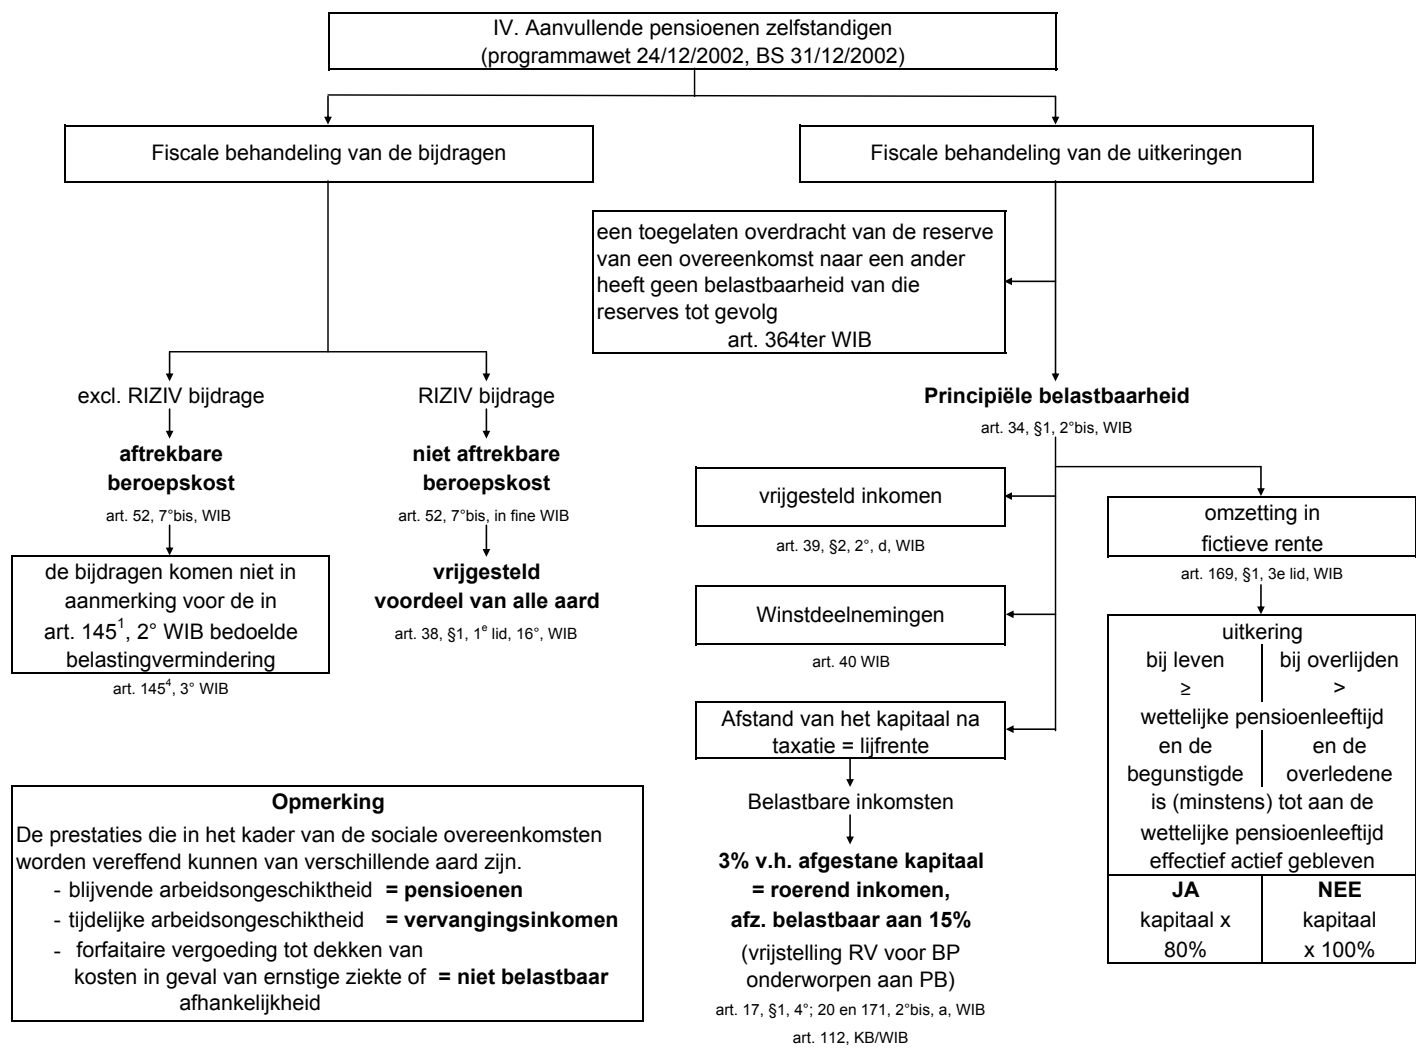 IV. Aanvullende pensioenen zelfstandigen
(programmawet 24/12/2002, BS 31/12/2002)
Fiscale behandeling van de bijdragen
Fiscale behandeling van de uitkeringen
een toegelaten overdracht van de reserve
van een overeenkomst naar een ander
heeft geen belastbaarheid van die
reserves tot gevolg
art. 364ter WIB
excl. RIZIV bijdrage
aftrekbare
beroepskost
art. 52, 7°bis, WIB
de bijdragen komen niet in
aanmerking voor de in
art. 145¹, 2° WIB bedoelde
belastingvermindering
art. 145⁴, 3° WIB
RIZIV bijdrage
niet aftrekbare
beroepskost
art. 52, 7°bis, in fine WIB
vrijgesteld
voordeel van alle aard
art. 38, §1, 1ᵉ lid, 16°, WIB
Principiële belastbaarheid
art. 34, §1, 2°bis, WIB
vrijgesteld inkomen
art. 39, §2, 2°, d, WIB
Winstdeelnemingen
art. 40 WIB
Afstand van het kapitaal na
taxatie = lijfrente
Belastbare inkomsten
3% v.h. afgestane kapitaal
= roerend inkomen,
afz. belastbaar aan 15%
(vrijstelling RV voor BP
onderworpen aan PB)
art. 17, §1, 4°; 20 en 171, 2°bis, a, WIB
art. 112, KB/WIB
omzetting in
fictieve rente
art. 169, §1, 3e lid, WIB
uitkering
bij leven bij overlijden
≥ >
wettelijke pensioenleeftijd
en de en de
begunstigde overledene
is (minstens) tot aan de
wettelijke pensioenleeftijd
effectief actief gebleven
JA NEE
kapitaal x kapitaal
80% x 100%
Opmerking
De prestaties die in het kader van de sociale overeenkomsten
worden vereffend kunnen van verschillende aard zijn.
- blijvende arbeidsongeschiktheid = pensioenen
- tijdelijke arbeidsongeschiktheid = vervangingsinkomen
- forfaitaire vergoeding tot dekken van
kosten in geval van ernstige ziekte of = niet belastbaar
afhankelijkheid